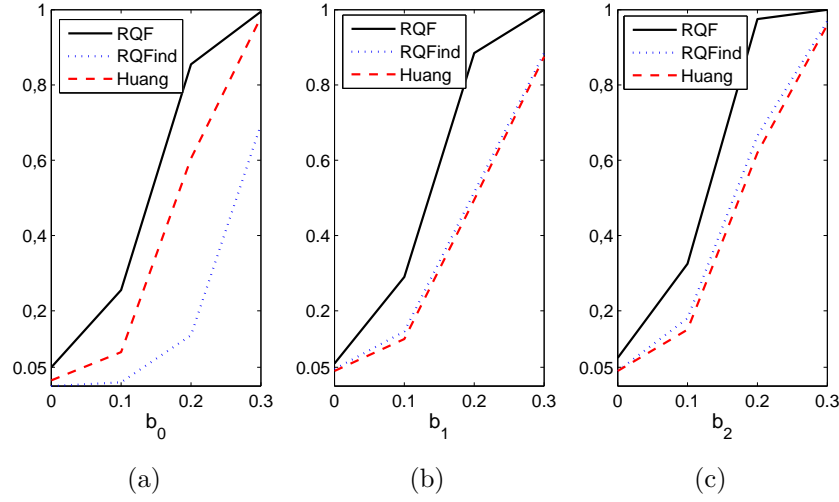 1
0,8
0,6
0,4
0,2
0.05
RQF
RQFind
Huang
0 0.1 0.2 0.3
b0
(a)
1
0,8
0,6
0,4
0,2
0.05
RQF
RQFind
Huang
0 0.1 0.2 0.3
b1
(b)
1
0,8
0,6
0,4
0,2
0.05
RQF
RQFind
Huang
0 0.1 0.2 0.3
b2
(c)